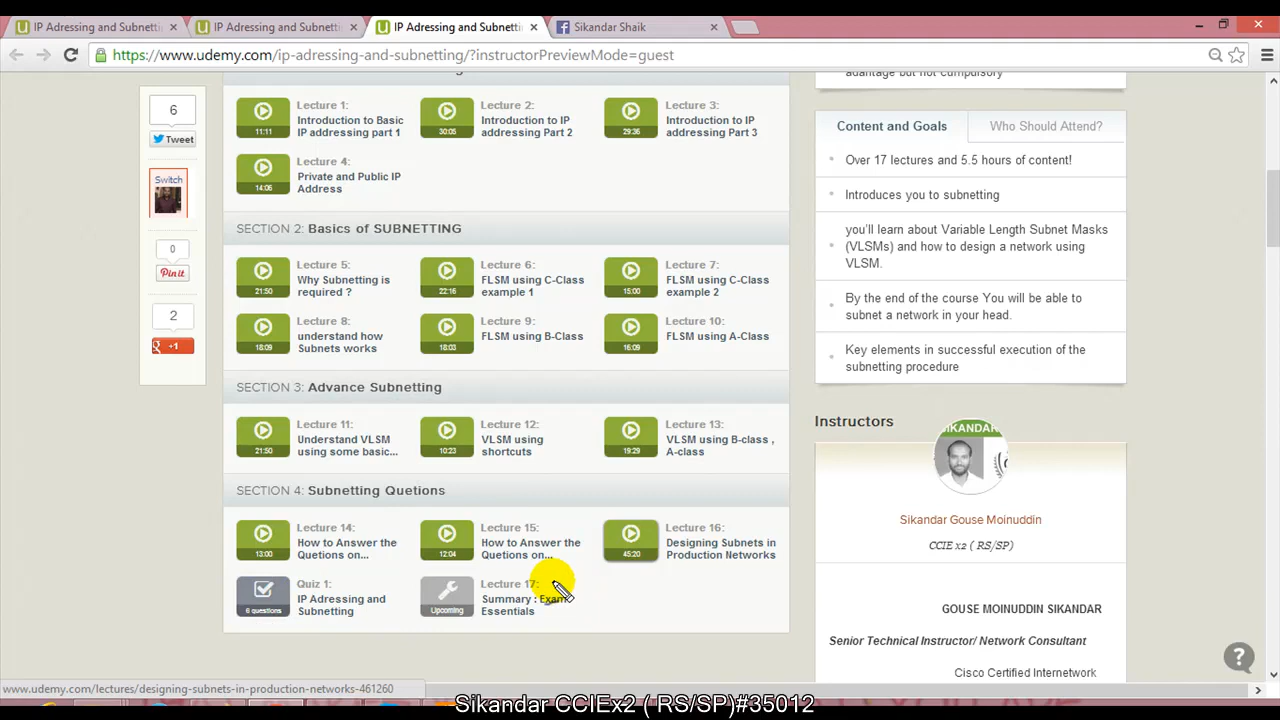 IP Adressing and Subnetti
IP Adressing and Subnetti
IP Adressing and Subnetti
Sikandar Shaik
https://www.udemy.com/ip-adressing-and-subnetting/?instructorPreviewMode=guest
6
Tweet
Switch
0
Pin it
2
+1
Lecture 1:
Introduction to Basic
IP addressing part 1
11:11
Lecture 2:
Introduction to IP
addressing Part 2
30:05
Lecture 3:
Introduction to IP
addressing Part 3
29:36
Lecture 4:
Private and Public IP
Address
14:06
SECTION 2: Basics of SUBNETTING
Lecture 5:
Why Subnetting is
required ?
21:50
Lecture 6:
FLSM using C-Class
example 1
22:16
Lecture 7:
FLSM using C-Class
example 2
15:00
Lecture 8:
understand how
Subnets works
18:09
Lecture 9:
FLSM using B-Class
18:03
Lecture 10:
FLSM using A-Class
16:09
SECTION 3: Advance Subnetting
Lecture 11:
Understand VLSM
using some basic...
21:50
Lecture 12:
VLSM using
shortcuts
10:23
Lecture 13:
VLSM using B-class ,
A-class
19:29
SECTION 4: Subnetting Quetions
Lecture 14:
How to Answer the
Quetions on...
13:00
Lecture 15:
How to Answer the
Quetions on...
12:04
Lecture 16:
Designing Subnets in
Production Networks
45:20
Quiz 1:
IP Adressing and
Subnetting
6 questions
Lecture 17:
Summary : Exam
Essentials
Upcoming
adantage but not cumpulsory
Content and Goals
Who Should Attend?
Over 17 lectures and 5.5 hours of content!
Introduces you to subnetting
you'll learn about Variable Length Subnet Masks
(VLSMs) and how to design a network using
VLSM.
By the end of the course You will be able to
subnet a network in your head.
Key elements in successful execution of the
subnetting procedure
Instructors
SIKANDAR
Sikandar Gouse Moinuddin
CCIE x2 ( RS/SP)
GOUSE MOINUDDIN SIKANDAR
Senior Technical Instructor/ Network Consultant
Cisco Certified Internetwork
?
www.udemy.com/lectures/designing-subnets-in-production-networks-461260
Sikandar CCIEx2 ( RS/SP)#35012